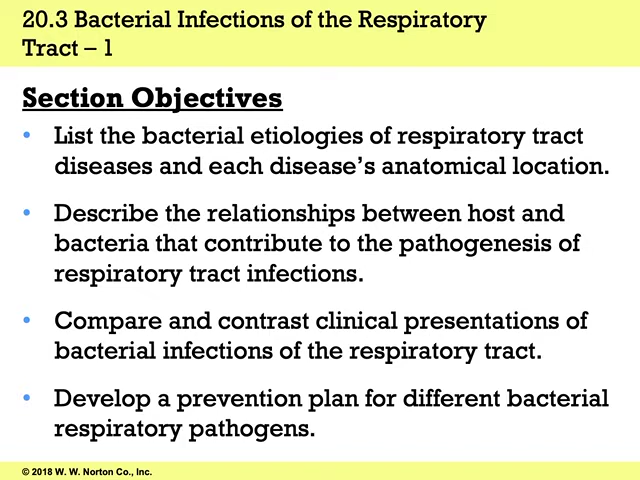 20.3 Bacterial Infections of the Respiratory
Tract – 1
Section Objectives
• List the bacterial etiologies of respiratory tract
diseases and each disease’s anatomical location.
• Describe the relationships between host and
bacteria that contribute to the pathogenesis of
respiratory tract infections.
• Compare and contrast clinical presentations of
bacterial infections of the respiratory tract.
• Develop a prevention plan for different bacterial
respiratory pathogens.
© 2018 W. W. Norton Co., Inc.